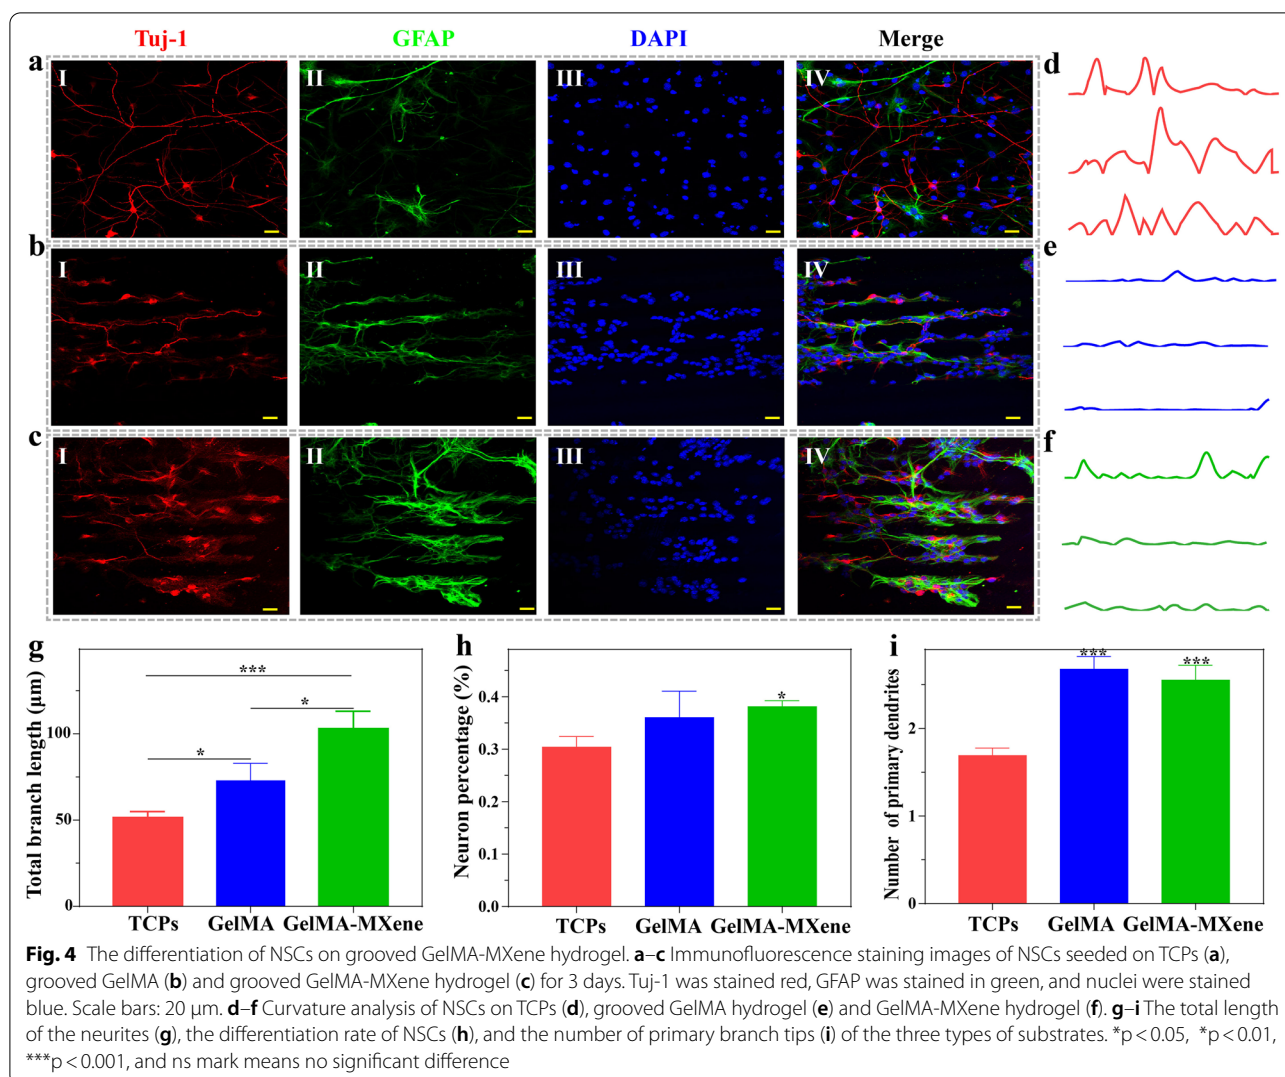 Tuj-1 GFAP DAPI Merge
a I II III IV d
b I II III IV e
c I II III IV f
g h i
Total branch length (μm)
100
50
0
***
*
*
TCPs GelMA GelMA-MXene
Neuron percentage (%)
0.4
0.3
0.2
0.1
0.0
*
TCPs GelMA GelMA-MXene
Number of primary dendrites
2
1
0
***
***
TCPs GelMA GelMA-MXene
Fig. 4 The differentiation of NSCs on grooved GelMA-MXene hydrogel. a–c Immunofluorescence staining images of NSCs seeded on TCPs (a),
grooved GelMA (b) and grooved GelMA-MXene hydrogel (c) for 3 days. Tuj-1 was stained red, GFAP was stained in green, and nuclei were stained
blue. Scale bars: 20 μm. d–f Curvature analysis of NSCs on TCPs (d), grooved GelMA hydrogel (e) and GelMA-MXene hydrogel (f). g–i The total length
of the neurites (g), the differentiation rate of NSCs (h), and the number of primary branch tips (i) of the three types of substrates. *p < 0.05, *p < 0.01,
***p < 0.001, and ns mark means no significant difference